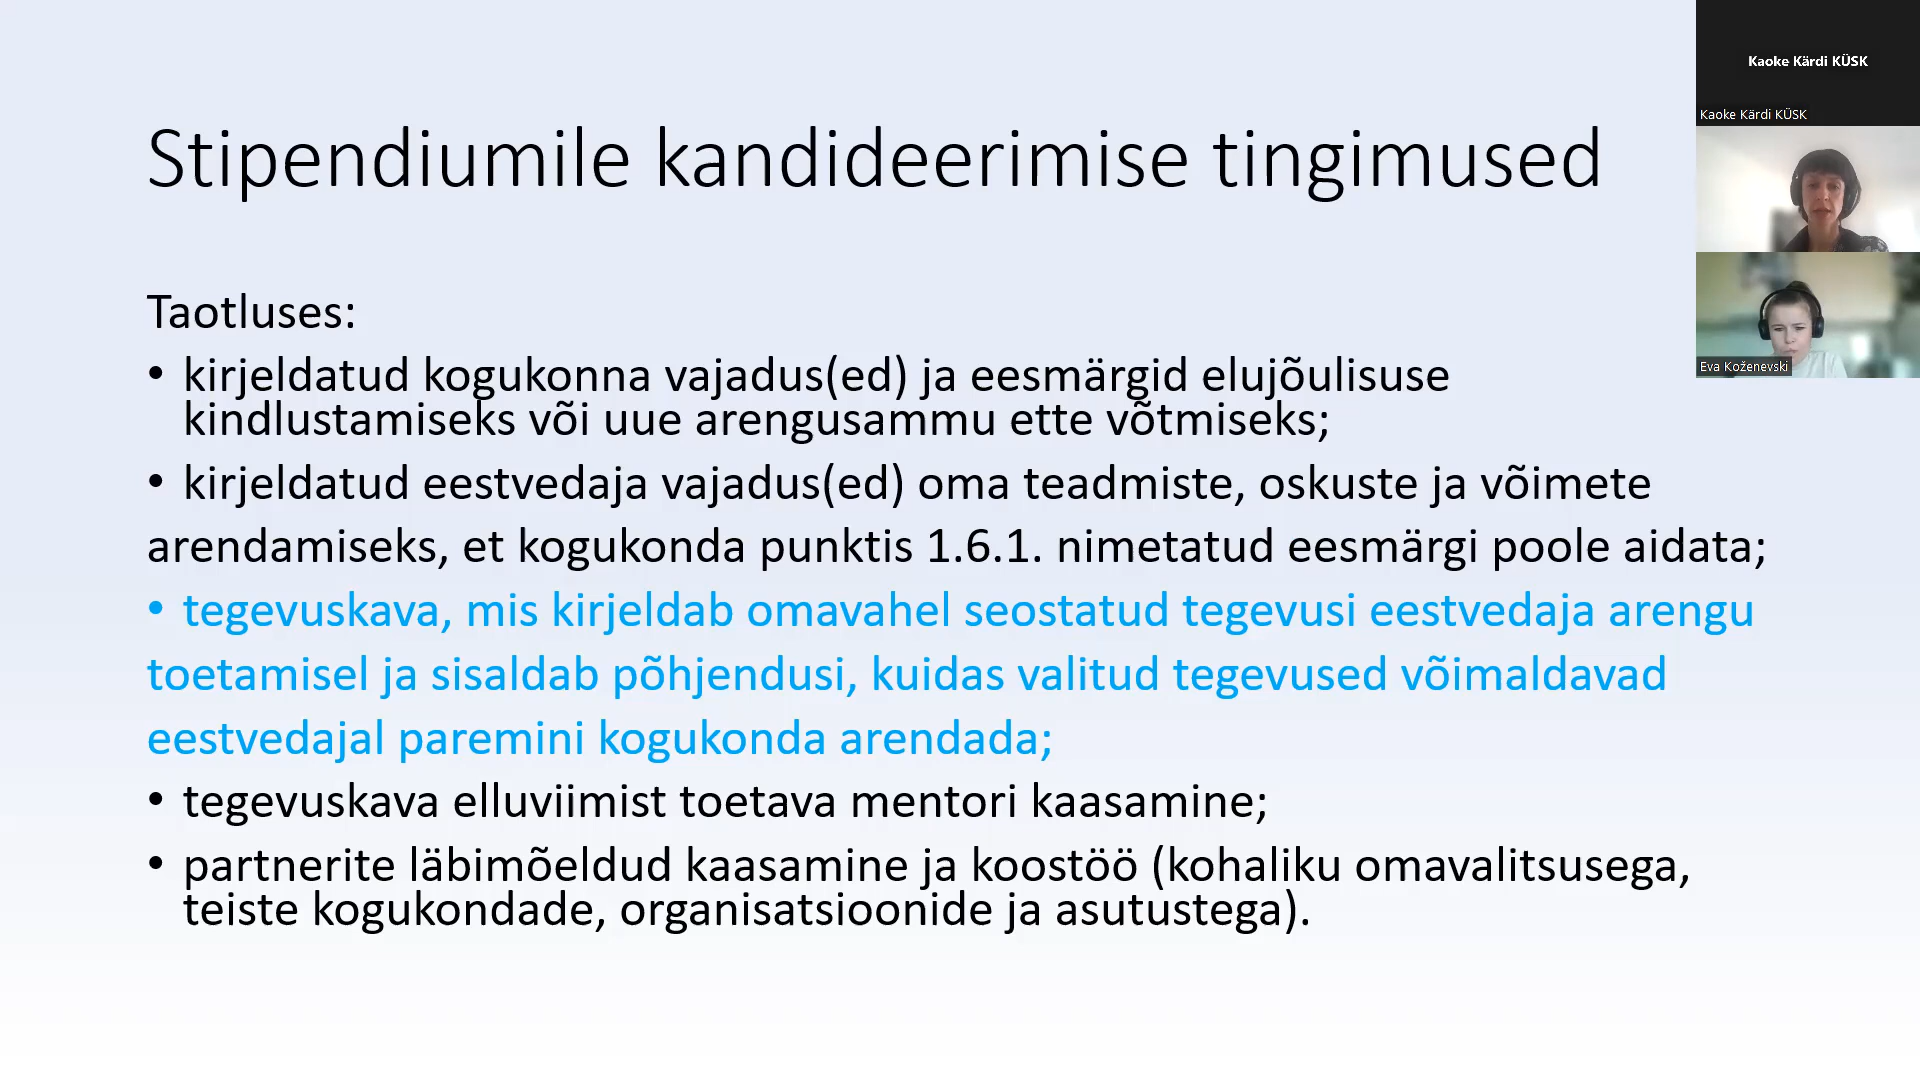 Stipendiumile kandideerimise tingimused
Taotluses:
• kirjeldatud kogukonna vajadus(ed) ja eesmärgid elujõulisuse
kindlustamiseks või uue arengusammu ette võtmiseks;
• kirjeldatud eestvedaja vajadus(ed) oma teadmiste, oskuste ja võimete
arendamiseks, et kogukonda punktis 1.6.1. nimetatud eesmärgi poole aidata;
• tegevuskava, mis kirjeldab omavahel seostatud tegevusi eestvedaja arengu
toetamisel ja sisaldab põhjendusi, kuidas valitud tegevused võimaldavad
eestvedajal paremini kogukonda arendada;
• tegevuskava elluviimist toetava mentori kaasamine;
• partnerite läbimõeldud kaasamine ja koostöö (kohaliku omavalitsusega,
teiste kogukondade, organisatsioonide ja asutustega).
Kaoke Kärdi KÜSK
Kaoke Kärdi KÜSK
Eva Koženevski